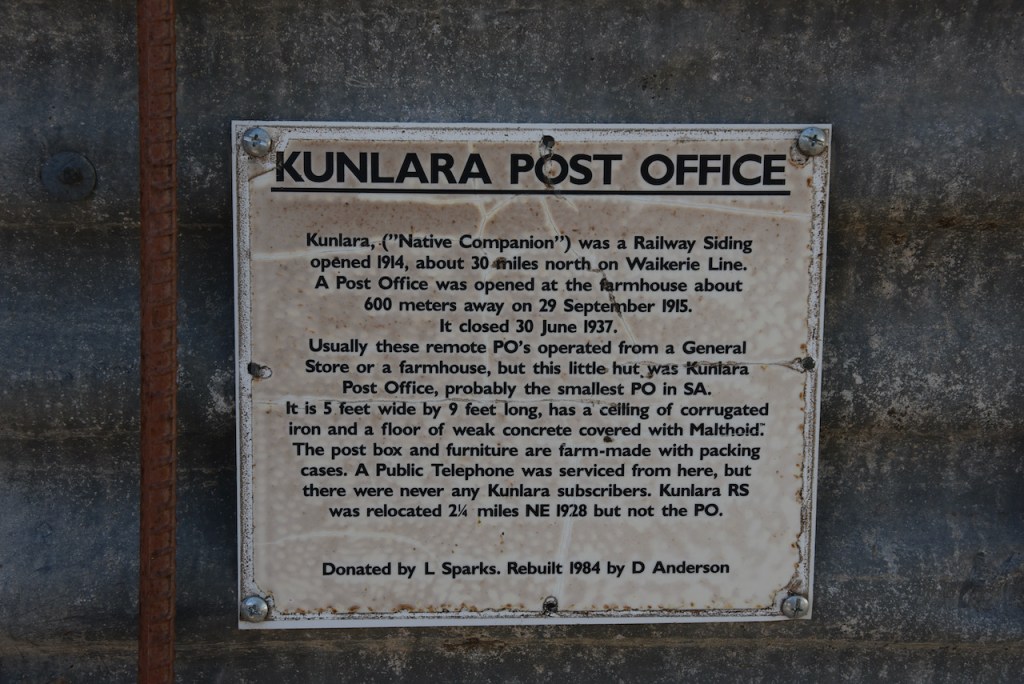 KUNLARA POST OFFICE
Kunlara, ("Native Companion") was a Railway Siding
opened 1914, about 30 miles north on Waikerie Line.
A Post Office was opened at the farmhouse about
600 meters away on 29 September 1915.
It closed 30 June 1937.
Usually these remote PO's operated from a General
Store or a farmhouse, but this little hut was Kunlara
Post Office, probably the smallest PO in SA.
It is 5 feet wide by 9 feet long, has a ceiling of corrugated
iron and a floor of weak concrete covered with Malthoid.™
The post box and furniture are farm-made with packing
cases. A Public Telephone was serviced from here, but
there were never any Kunlara subscribers. Kunlara RS
was relocated 2¼ miles NE 1928 but not the PO.
Donated by L Sparks. Rebuilt 1984 by D Anderson